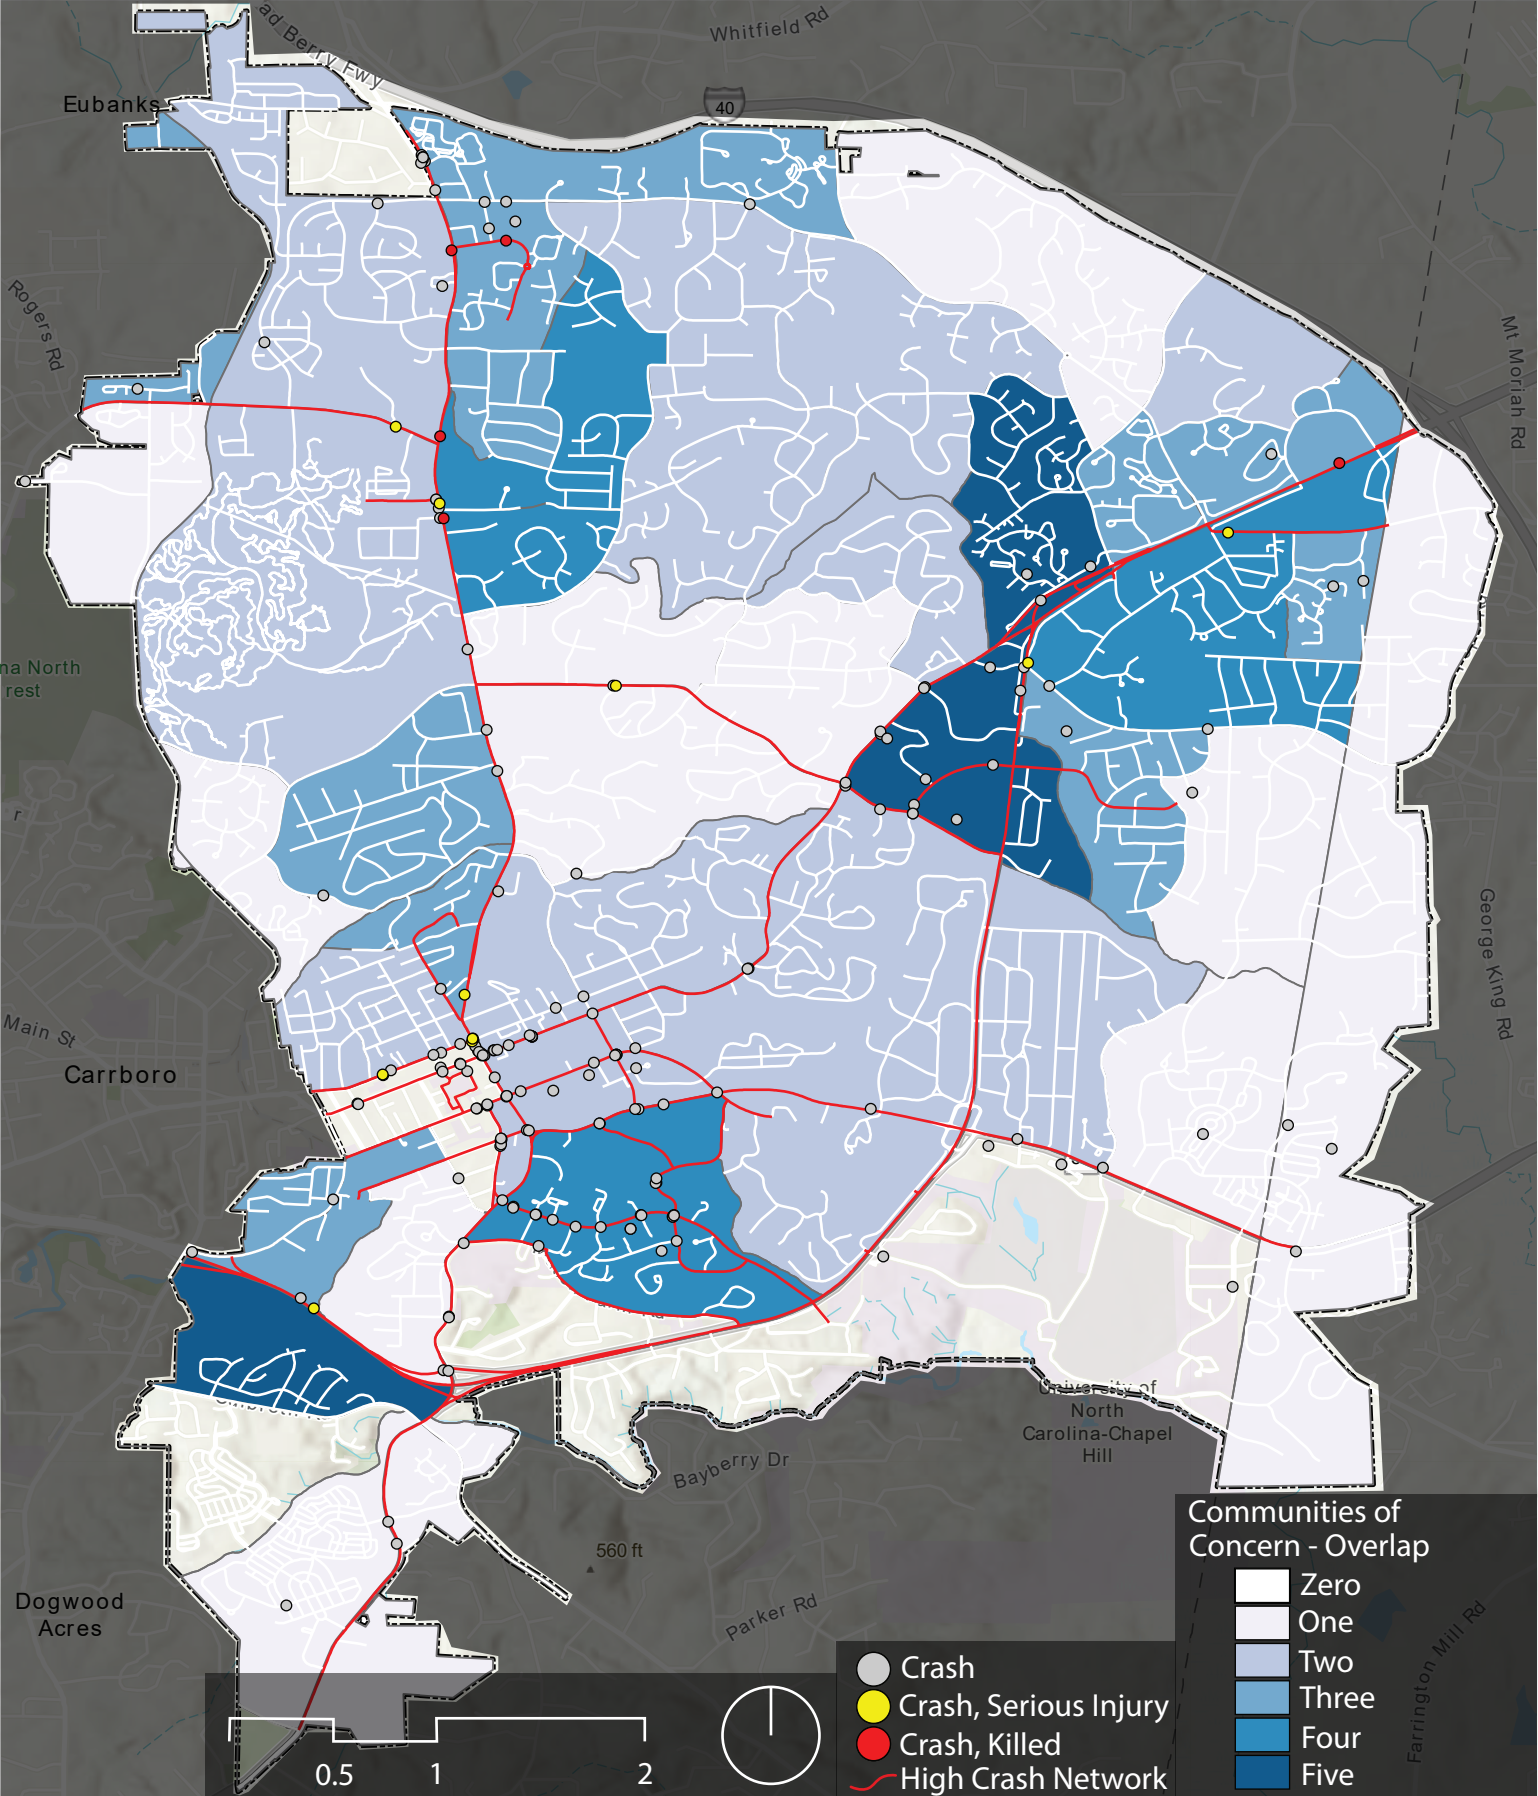 ad Berry Fwy
Whitfield Rd
Eubanks
40
Rogers Rd
Mt Moriah Rd
na North
rest
r
George King Rd
Main St
Carrboro
University of
North
Carolina-Chapel
Hill
Bayberry Dr
560 ft
Dogwood
Acres
Parker Rd
Farrington Mill Rd
Communities of
Concern - Overlap
Zero
One
Two
Three
Four
Five
Crash
Crash, Serious Injury
Crash, Killed
High Crash Network
0.5
1
2